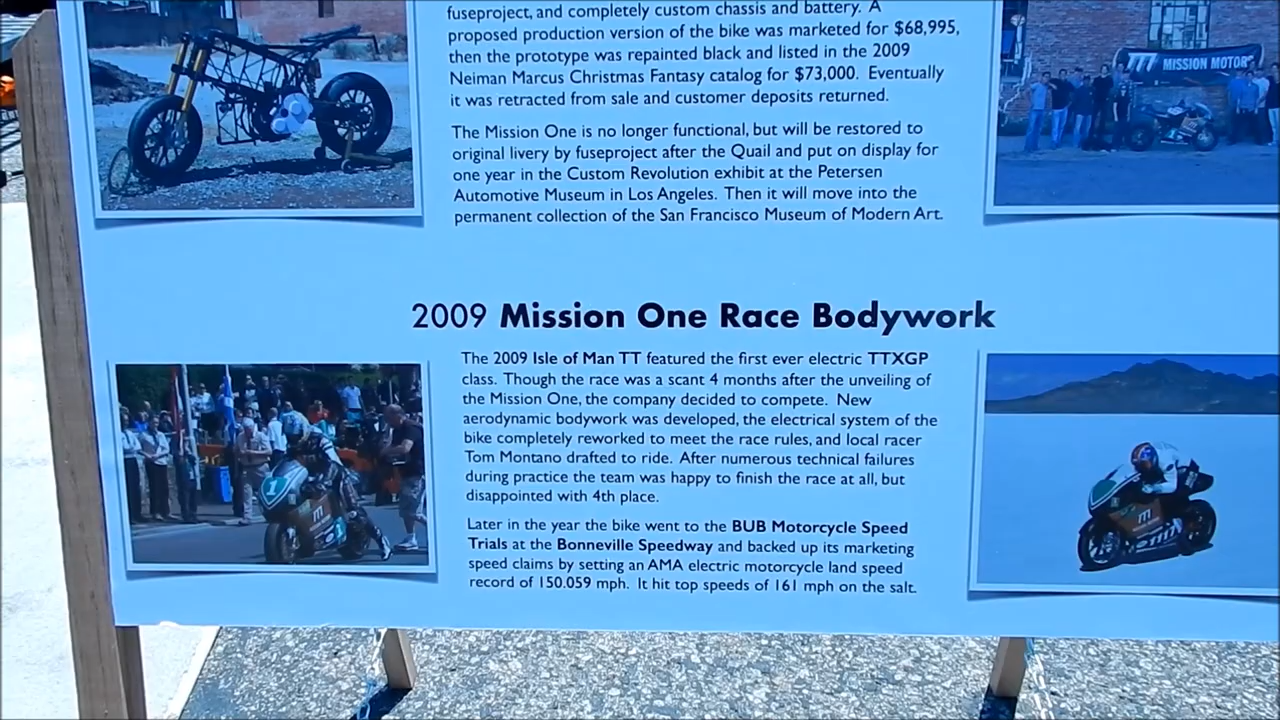 fuseproject, and completely custom chassis and battery. A
proposed production version of the bike was marketed for $68,995,
then the prototype was repainted black and listed in the 2009
Neiman Marcus Christmas Fantasy catalog for $73,000. Eventually
it was retracted from sale and customer deposits returned.
The Mission One is no longer functional, but will be restored to
original livery by fuseproject after the Quail and put on display for
one year in the Custom Revolution exhibit at the Petersen
Automotive Museum in Los Angeles. Then it will move into the
permanent collection of the San Francisco Museum of Modern Art.
MISSION MOTORS
2009 Mission One Race Bodywork
The 2009 Isle of Man TT featured the first ever electric TTXGP
class. Though the race was a scant 4 months after the unveiling of
the Mission One, the company decided to compete. New
aerodynamic bodywork was developed, the electrical system of the
bike completely reworked to meet the race rules, and local racer
Tom Montano drafted to ride. After numerous technical failures
during practice the team was happy to finish the race at all, but
disappointed with 4th place.
Later in the year the bike went to the BUB Motorcycle Speed
Trials at the Bonneville Speedway and backed up its marketing
speed claims by setting an AMA electric motorcycle land speed
record of 150.059 mph. It hit top speeds of 161 mph on the salt.
1